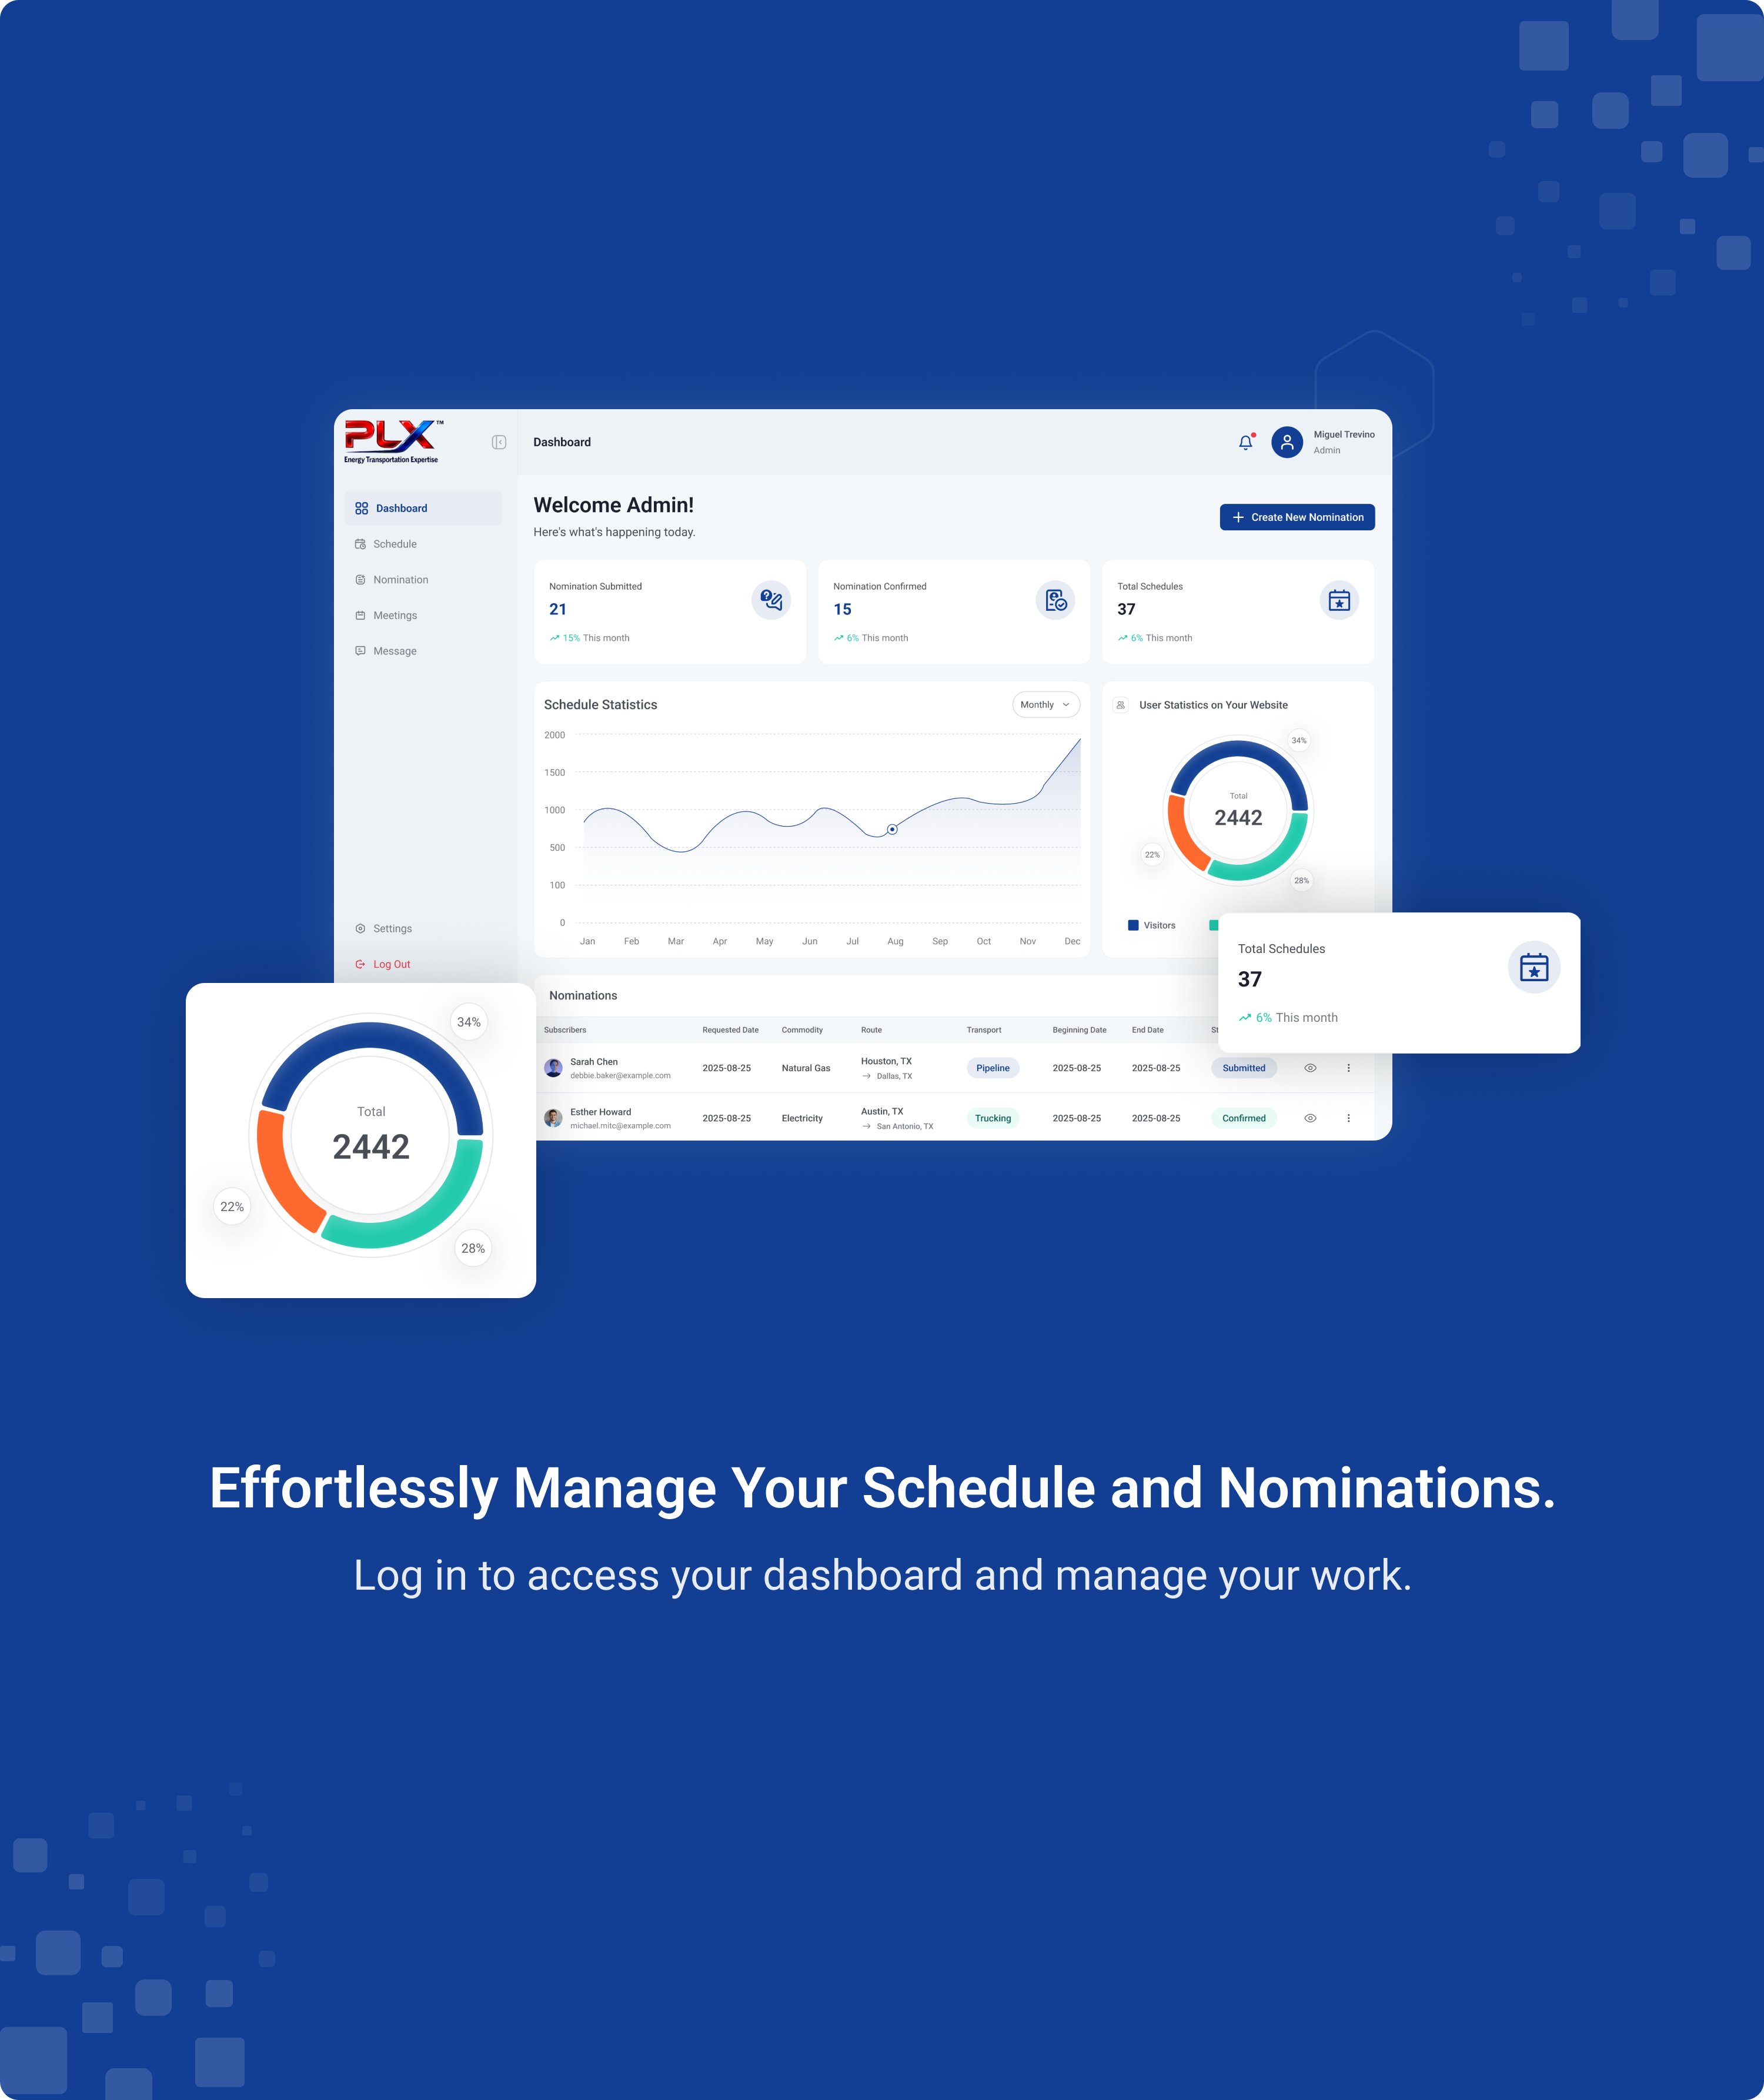 PLX™
Energy Transportation Expertise
Dashboard
Miguel Trevino
Admin
Dashboard
Schedule
Nomination
Meetings
Message
Settings
Log Out
Welcome Admin!
Here's what's happening today.
Create New Nomination
Nomination Submitted
21
15% This month
Nomination Confirmed
15
6% This month
Total Schedules
37
6% This month
Schedule Statistics
Monthly
2000
1500
1000
500
100
0
Jan Feb Mar Apr May Jun Jul Aug Sep Oct Nov Dec
User Statistics on Your Website
34%
Total
2442
22%
28%
Visitors
Total Schedules
37
6% This month
Nominations
Subscribers Requested Date Commodity Route Transport Beginning Date End Date St
Sarah Chen
debbie.baker@example.com
2025-08-25 Natural Gas
Houston, TX
→ Dallas, TX
Pipeline 2025-08-25 2025-08-25 Submitted
Esther Howard
michael.mitc@example.com
2025-08-25 Electricity
Austin, TX
→ San Antonio, TX
Trucking 2025-08-25 2025-08-25 Confirmed
34%
Total
2442
22%
28%
Effortlessly Manage Your Schedule and Nominations.
Log in to access your dashboard and manage your work.